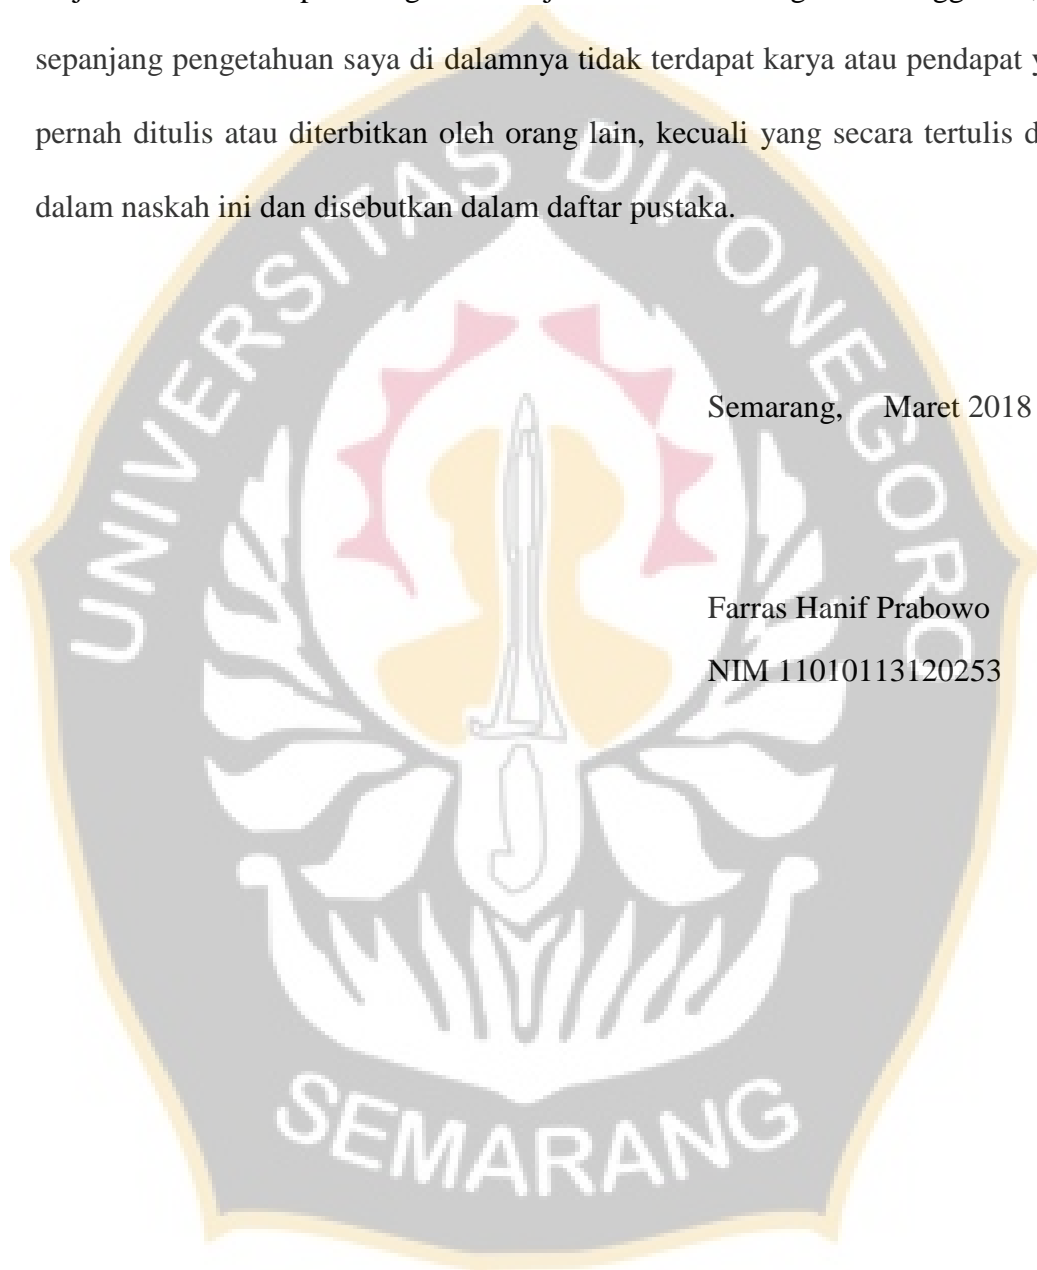 sepanjang pengetahuan saya di dalamnya tidak terdapat karya atau pendapat
pernah ditulis atau diterbitkan oleh orang lain, kecuali yang secara tertulis
dalam naskah ini dan disebutkan dalam daftar pustaka.
UNIVERSITAS DIPONEGORO
Semarang, Maret 2018
Farras Hanif Prabowo
NIM 11010113120253
SEMARANG